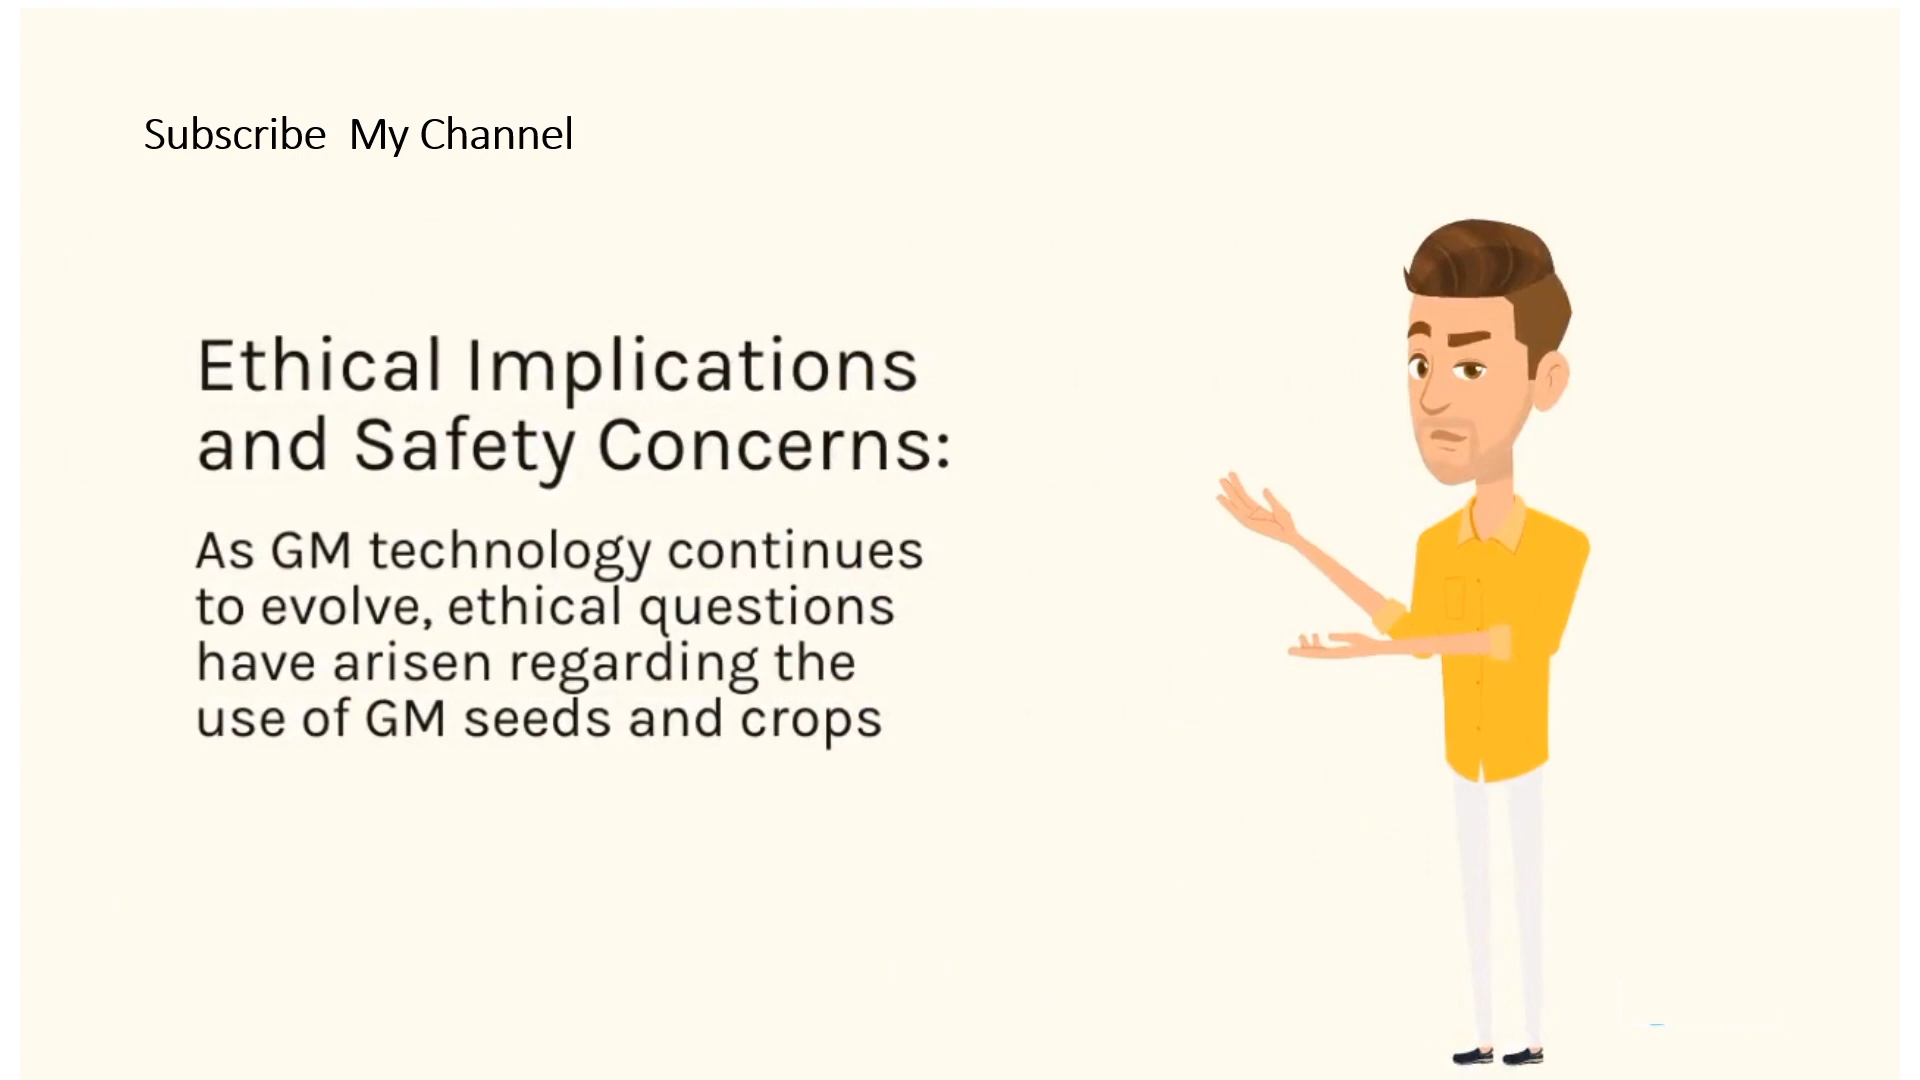 Subscribe  My Channel
Ethical Implications
and Safety Concerns:
As GM technology continues
to evolve, ethical questions
have arisen regarding the
use of GM seeds and crops